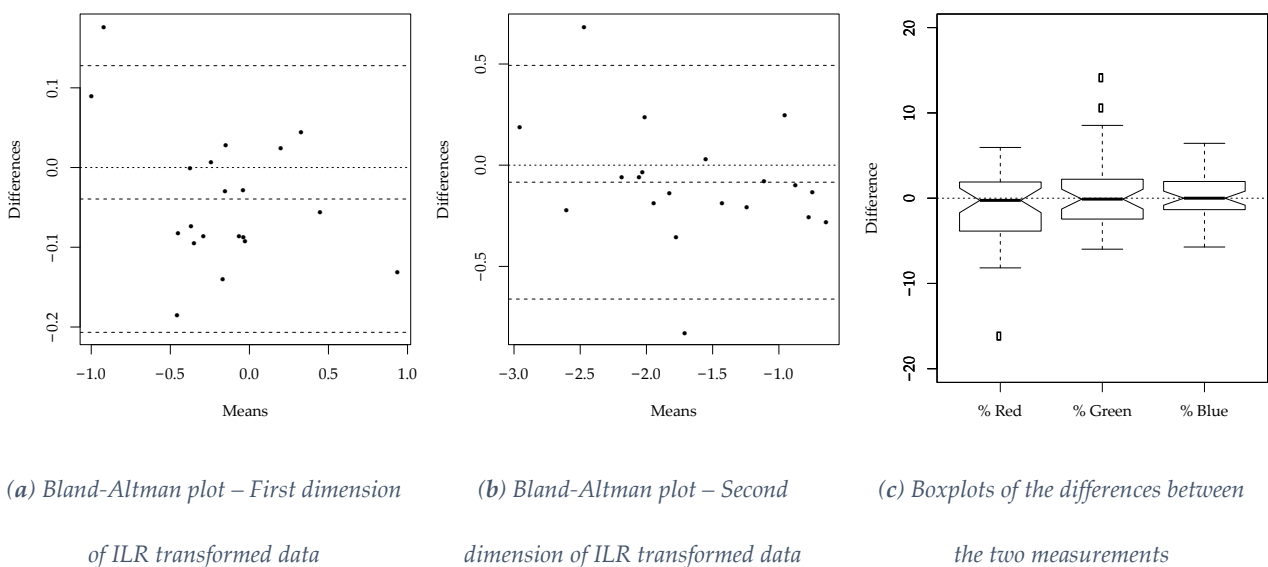 Differences
0.1
0.0
−0.1
−0.2
−1.0 −0.5 0.0 0.5 1.0
Means
Differences
0.5
0.0
−0.5
−3.0 −2.5 −2.0 −1.5 −1.0
Means
Difference
20
10
0
−10
−20
% Red % Green % Blue
(a) Bland-Altman plot – First dimension
of ILR transformed data
(b) Bland-Altman plot – Second
dimension of ILR transformed data
(c) Boxplots of the differences between
the two measurements